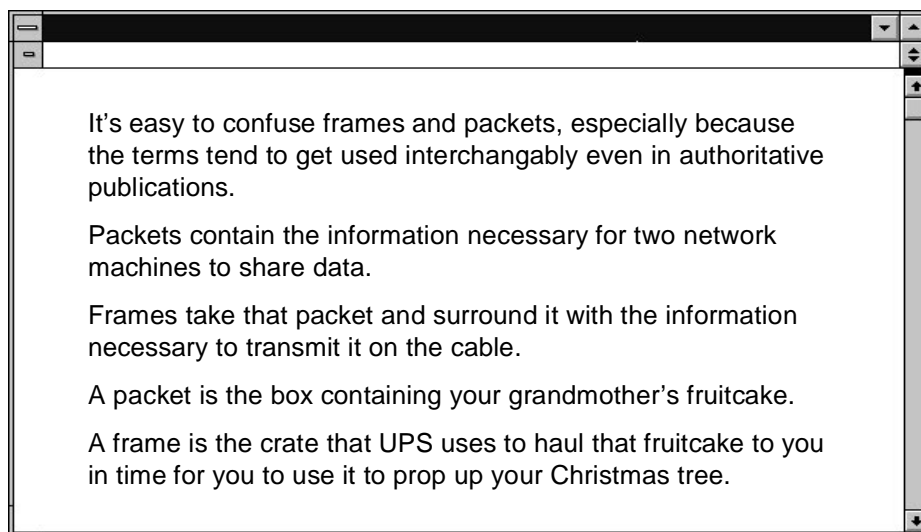 It's easy to confuse frames and packets, especially because
the terms tend to get used interchangably even in authoritative
publications.
Packets contain the information necessary for two network
machines to share data.
Frames take that packet and surround it with the information
necessary to transmit it on the cable.
A packet is the box containing your grandmother's fruitcake.
A frame is the crate that UPS uses to haul that fruitcake to you
in time for you to use it to prop up your Christmas tree.